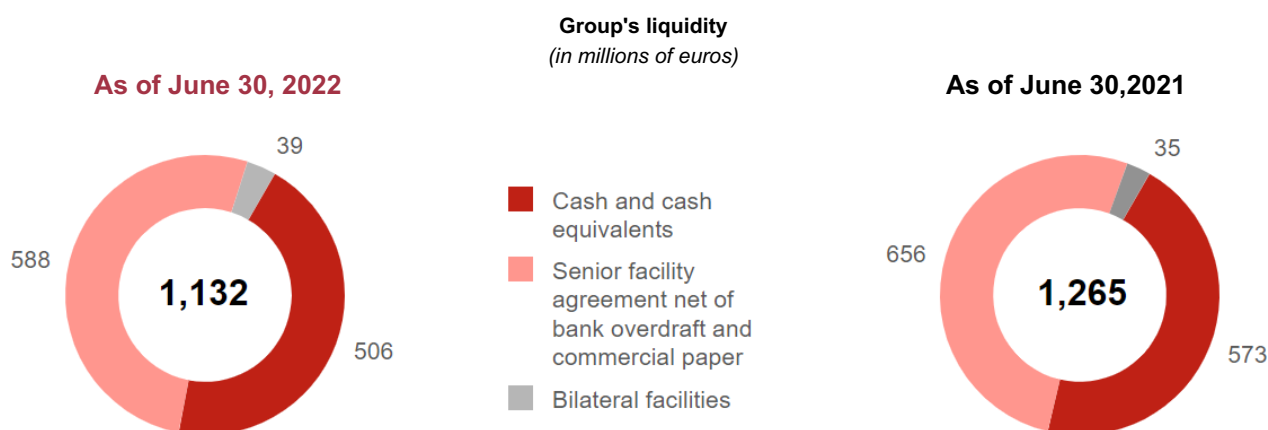 Group's liquidity
(in millions of euros)
As of June 30, 2022
39
588
1,132
506
Cash and cash
equivalents
Senior facility
agreement net of
bank overdraft and
commercial paper
Bilateral facilities
As of June 30,2021
35
656
1,265
573